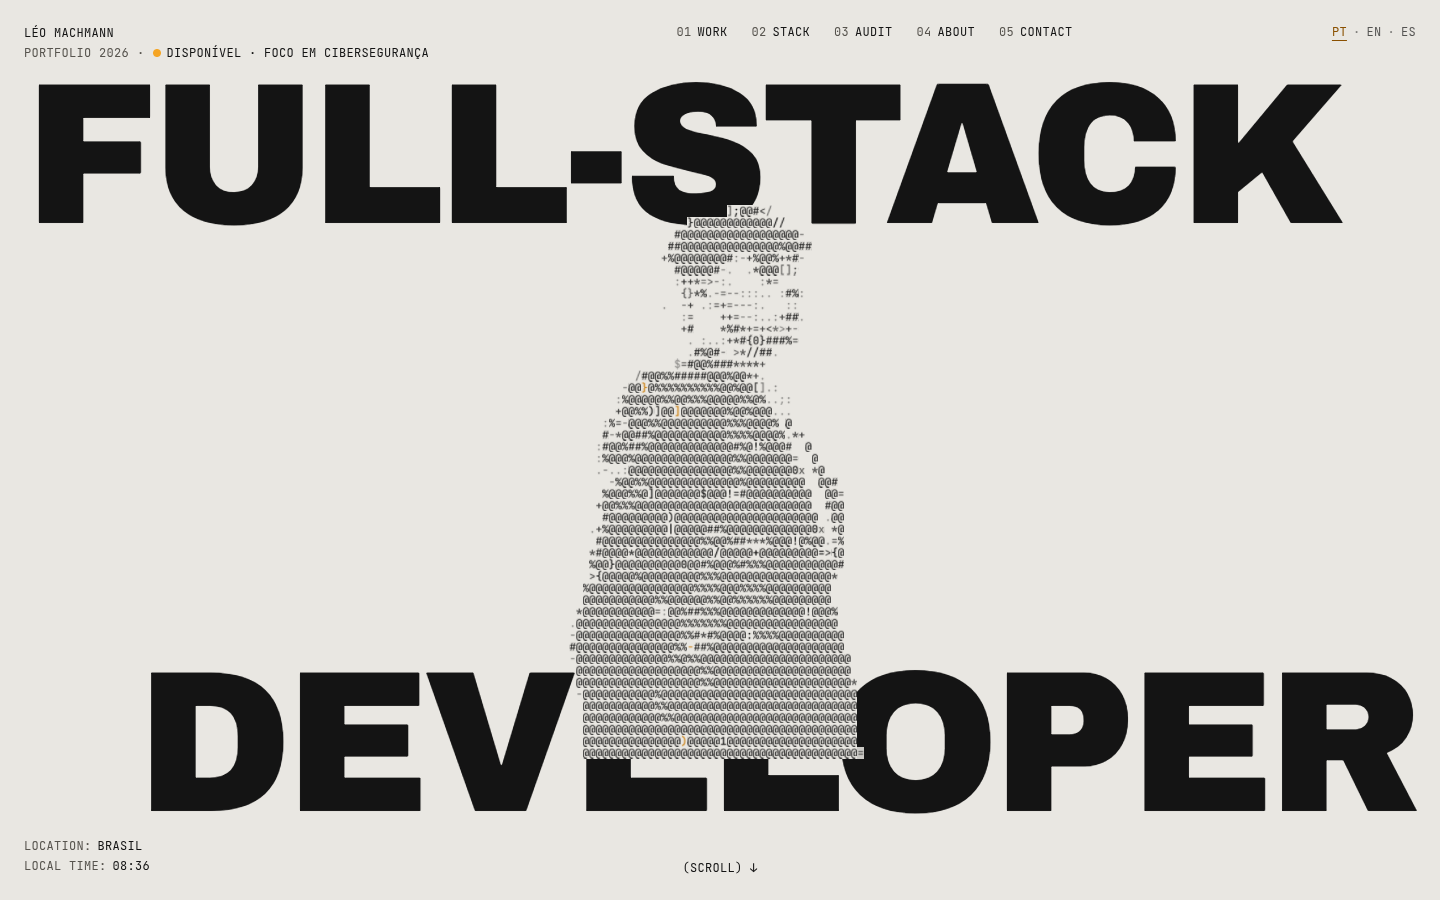 LÉO MACHMANN
PORTFOLIO 2026 · DISPONÍVEL · FOCO EM CIBERSEGURANÇA
01 WORK 02 STACK 03 AUDIT 04 ABOUT 05 CONTACT
PT · EN · ES
FULL-STACK
DEVELOPER
LOCATION: BRASIL
LOCAL TIME: 08:36
(SCROLL) ↓